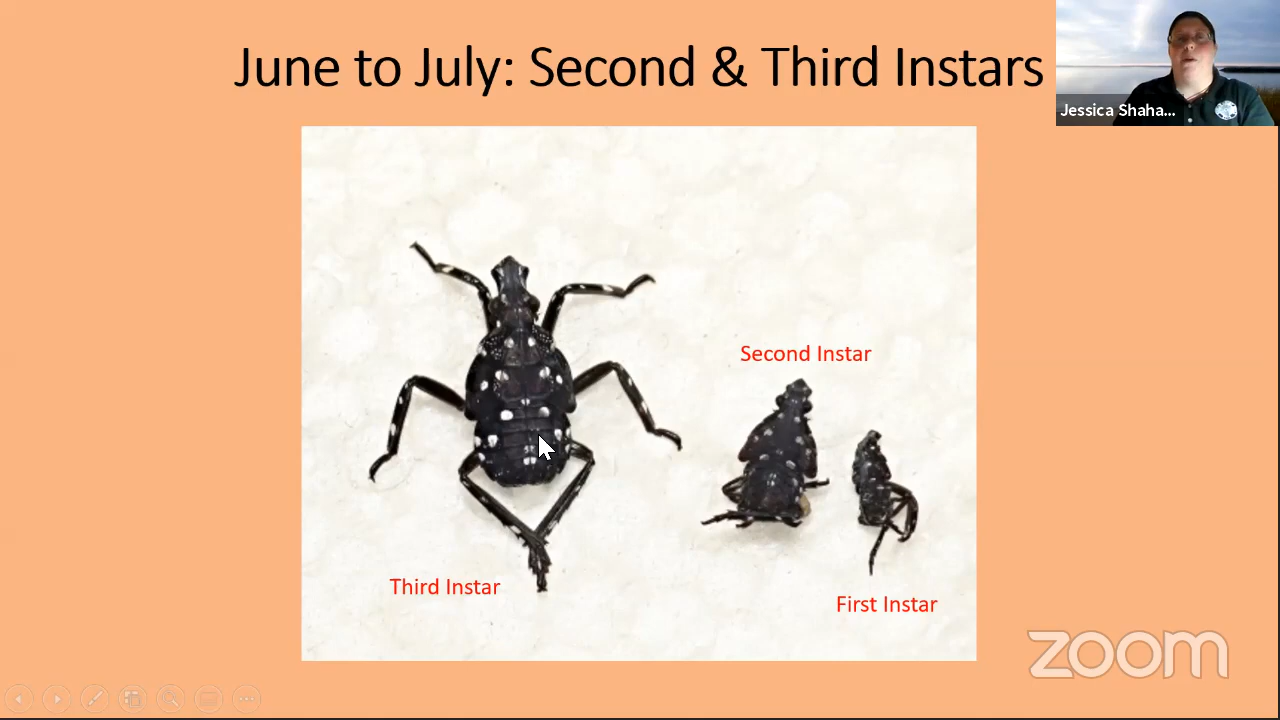 June to July: Second & Third Instars
Jessica Shaha...
Second Instar
Third Instar
First Instar
zoom